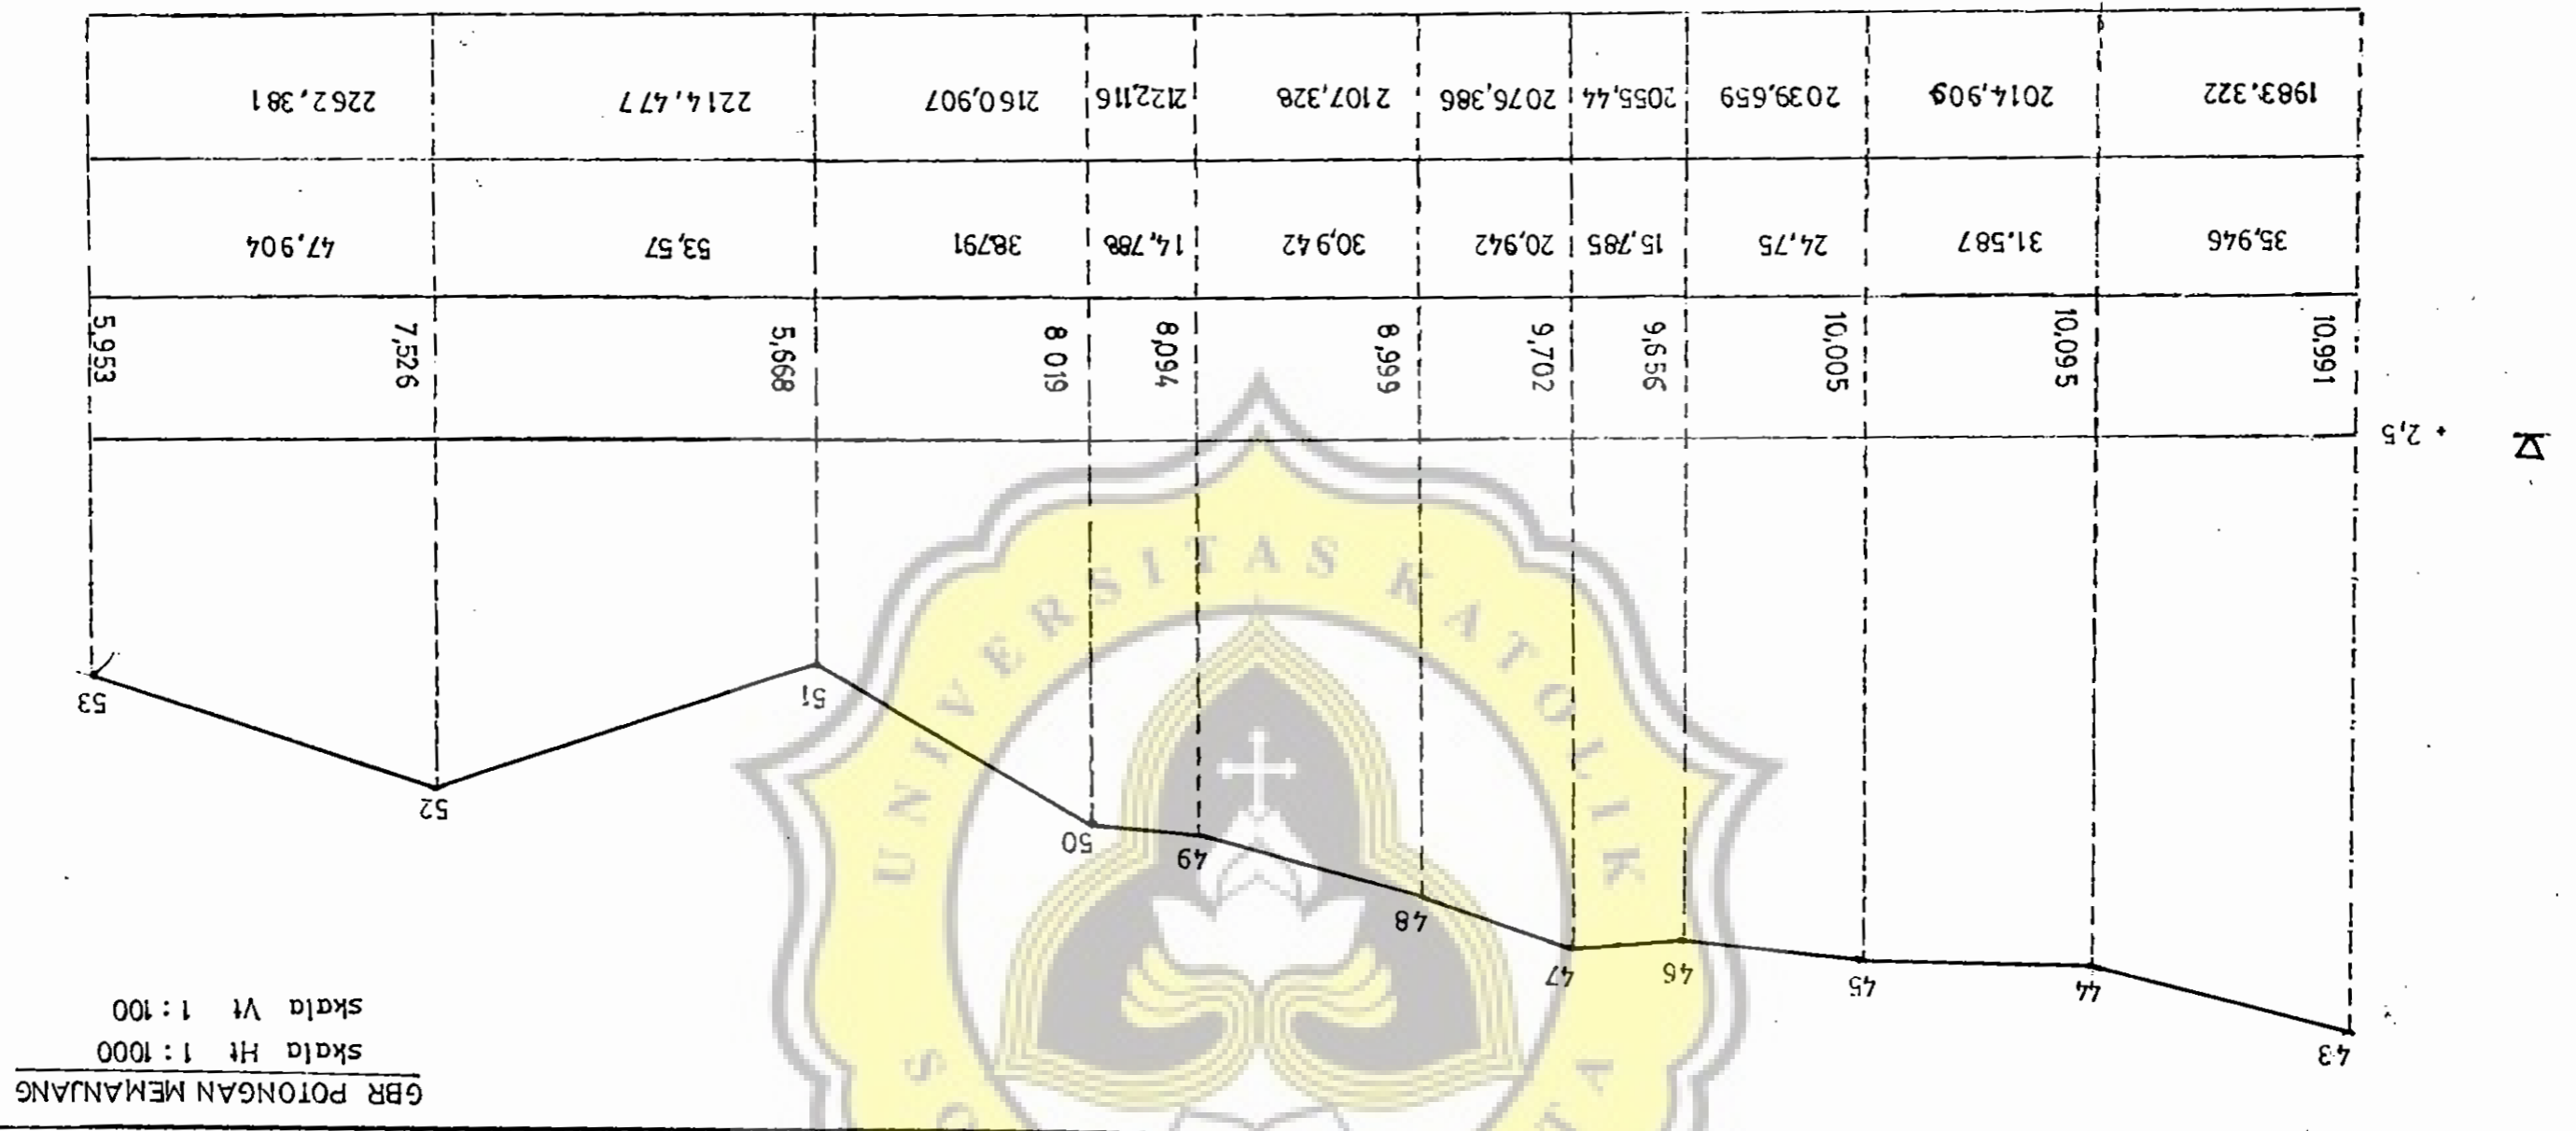 GBR POTONGAN MEMANJANG
skala Ht 1 : 1000
skala Vt 1 : 100
43 44 45 46 47 48 49 50 51 52 53
+ 2,5
10,991 10,095 10,005 9,656 9,702 8,999 8,094 8 019 5,668 7,526 5,953
35,946 31.587 24,75 15,785 20,942 30,942 14,788 38791 53,57 47,904
1983.322 2014,909 2039,659 2055,44 2076,386 2107,328 2122,116 2160,907 2214,477 2262,381
UNIVERSITAS KATOLIK